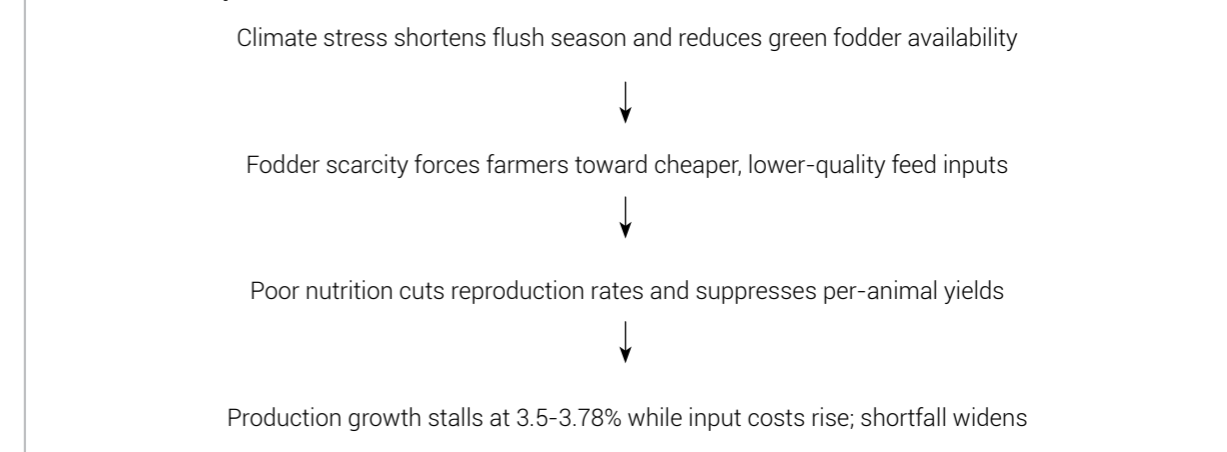 Climate stress shortens flush season and reduces green fodder availability
Fodder scarcity forces farmers toward cheaper, lower-quality feed inputs
Poor nutrition cuts reproduction rates and suppresses per-animal yields
Production growth stalls at 3.5-3.78% while input costs rise; shortfall widens